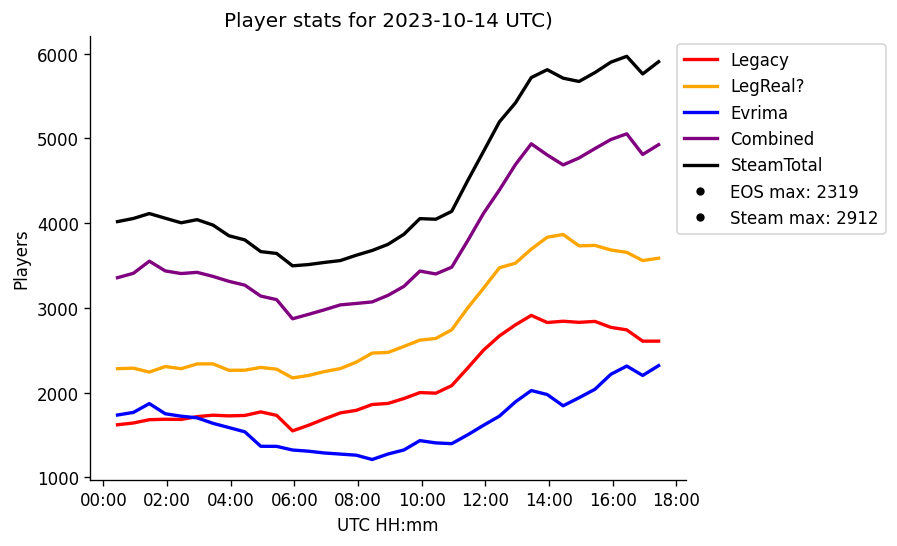 Player stats for 2023-10-14 UTC)
6000
5000
4000
3000
2000
1000
Players
00:00 02:00 04:00 06:00 08:00 10:00 12:00 14:00 16:00 18:00
UTC HH:mm
Legacy
LegReal?
Evrima
Combined
SteamTotal
EOS max: 2319
Steam max: 2912